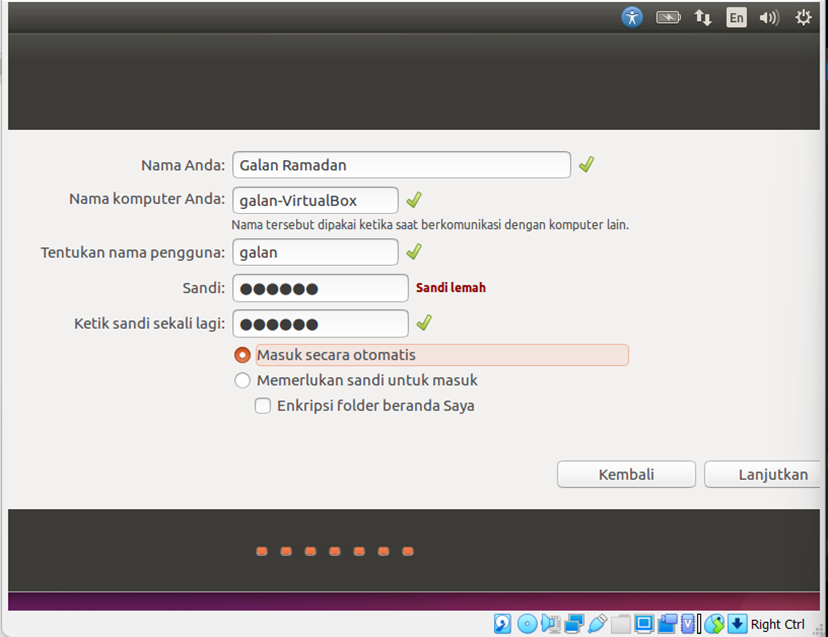 En
Nama Anda: Galan Ramadan
Nama komputer Anda: galan-VirtualBox
Nama tersebut dipakai ketika saat berkomunikasi dengan komputer lain.
Tentukan nama pengguna: galan
Sandi: ●●●●●● Sandi lemah
Ketik sandi sekali lagi: ●●●●●●
Masuk secara otomatis
Memerlukan sandi untuk masuk
Enkripsi folder beranda Saya
Kembali Lanjutkan
Right Ctrl